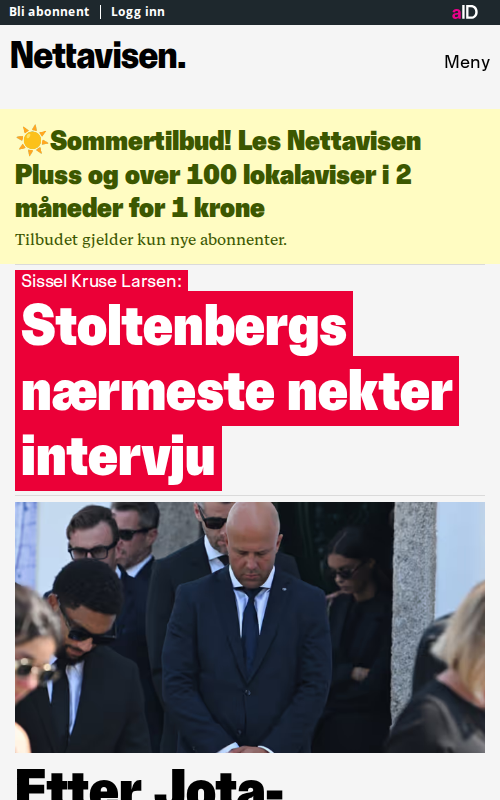 Bli abonnent Logg inn aID
Nettavisen.
Meny
☀️Sommertilbud! Les Nettavisen
Pluss og over 100 lokalaviser i 2
måneder for 1 krone
Tilbudet gjelder kun nye abonnenter.
Sissel Kruse Larsen:
Stoltenbergs
nærmeste nekter
intervju
Etter Jota-